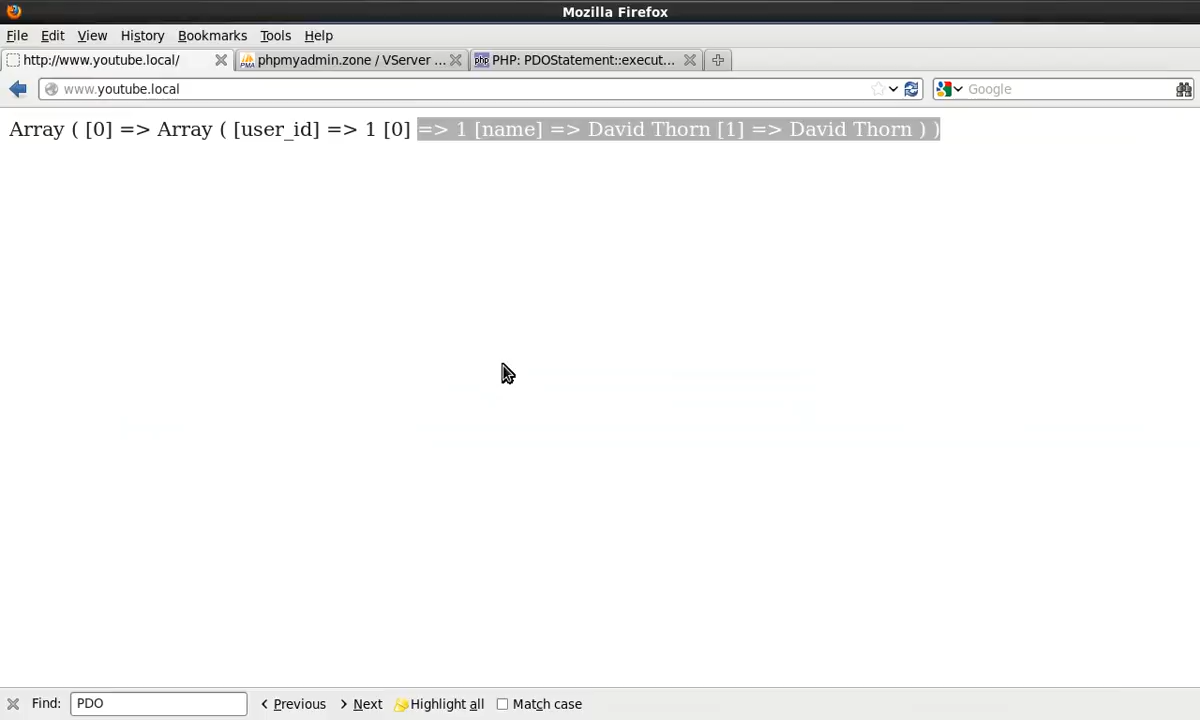 Mozilla Firefox
File Edit View History Bookmarks Tools Help
http://www.youtube.local/ phpmyadmin.zone / VServer ... PHP: PDOStatement::execut...
www.youtube.local Google
Array ( [0] => Array ( [user_id] => 1 [0] => 1 [name] => David Thorn [1] => David Thorn ) )
Find: PDO Previous Next Highlight all Match case